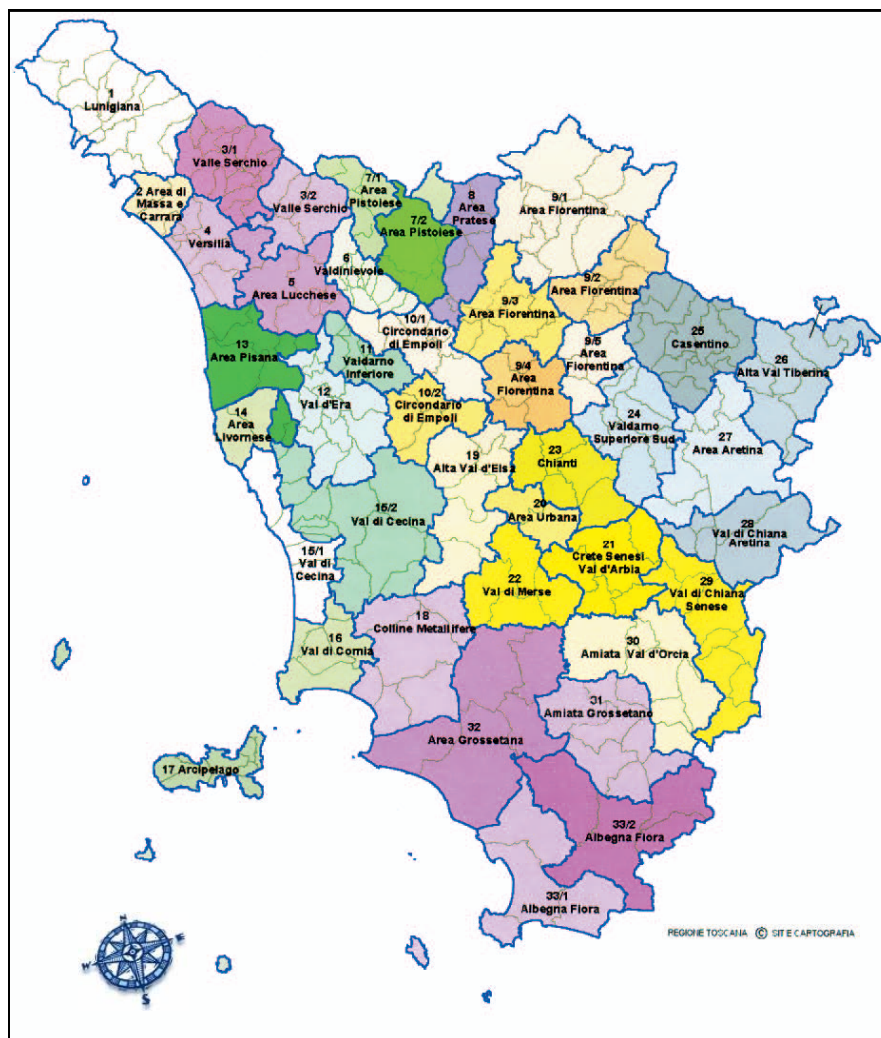 1
Lunigiana
3/1
Valle Serchio
2 Area di
Massa e
Carrara
3/2
Valle Serchio
4
Versilia
5
Area Lucchese
6
Valdinievole
7/1
Area
Pistoiese
7/2
Area Pistoiese
8
Area
Pratese
9/1
Area Fiorentina
9/2
Area Fiorentina
9/3
Area Fiorentina
9/4
Area
Fiorentina
9/5
Area
Fiorentina
10/1
Circondario
di Empoli
10/2
Circondario
di Empoli
11
Valdarno
Inferiore
12
Val d'Era
13
Area Pisana
14
Area
Livornese
15/1
Val di
Cecina
15/2
Val di Cecina
16
Val di Cornia
17 Arcipelago
18
Colline Metallifere
19
Alta Val d'Elsa
20
Area Urbana
21
Crete Senesi
Val d'Arbia
22
Val di Merse
23
Chianti
24
Valdarno
Superiore Sud
25
Casentino
26
Alta Val Tiberina
27
Area Aretina
28
Val di Chiana
Aretina
29
Val di Chiana
Senese
30
Amiata Val d'Orcia
31
Amiata Grossetano
32
Area Grossetana
33/1
Albegna Fiora
33/2
Albegna Fiora
N
E
S
W
REGIONE TOSCANA © SIT E CARTOGRAFIA